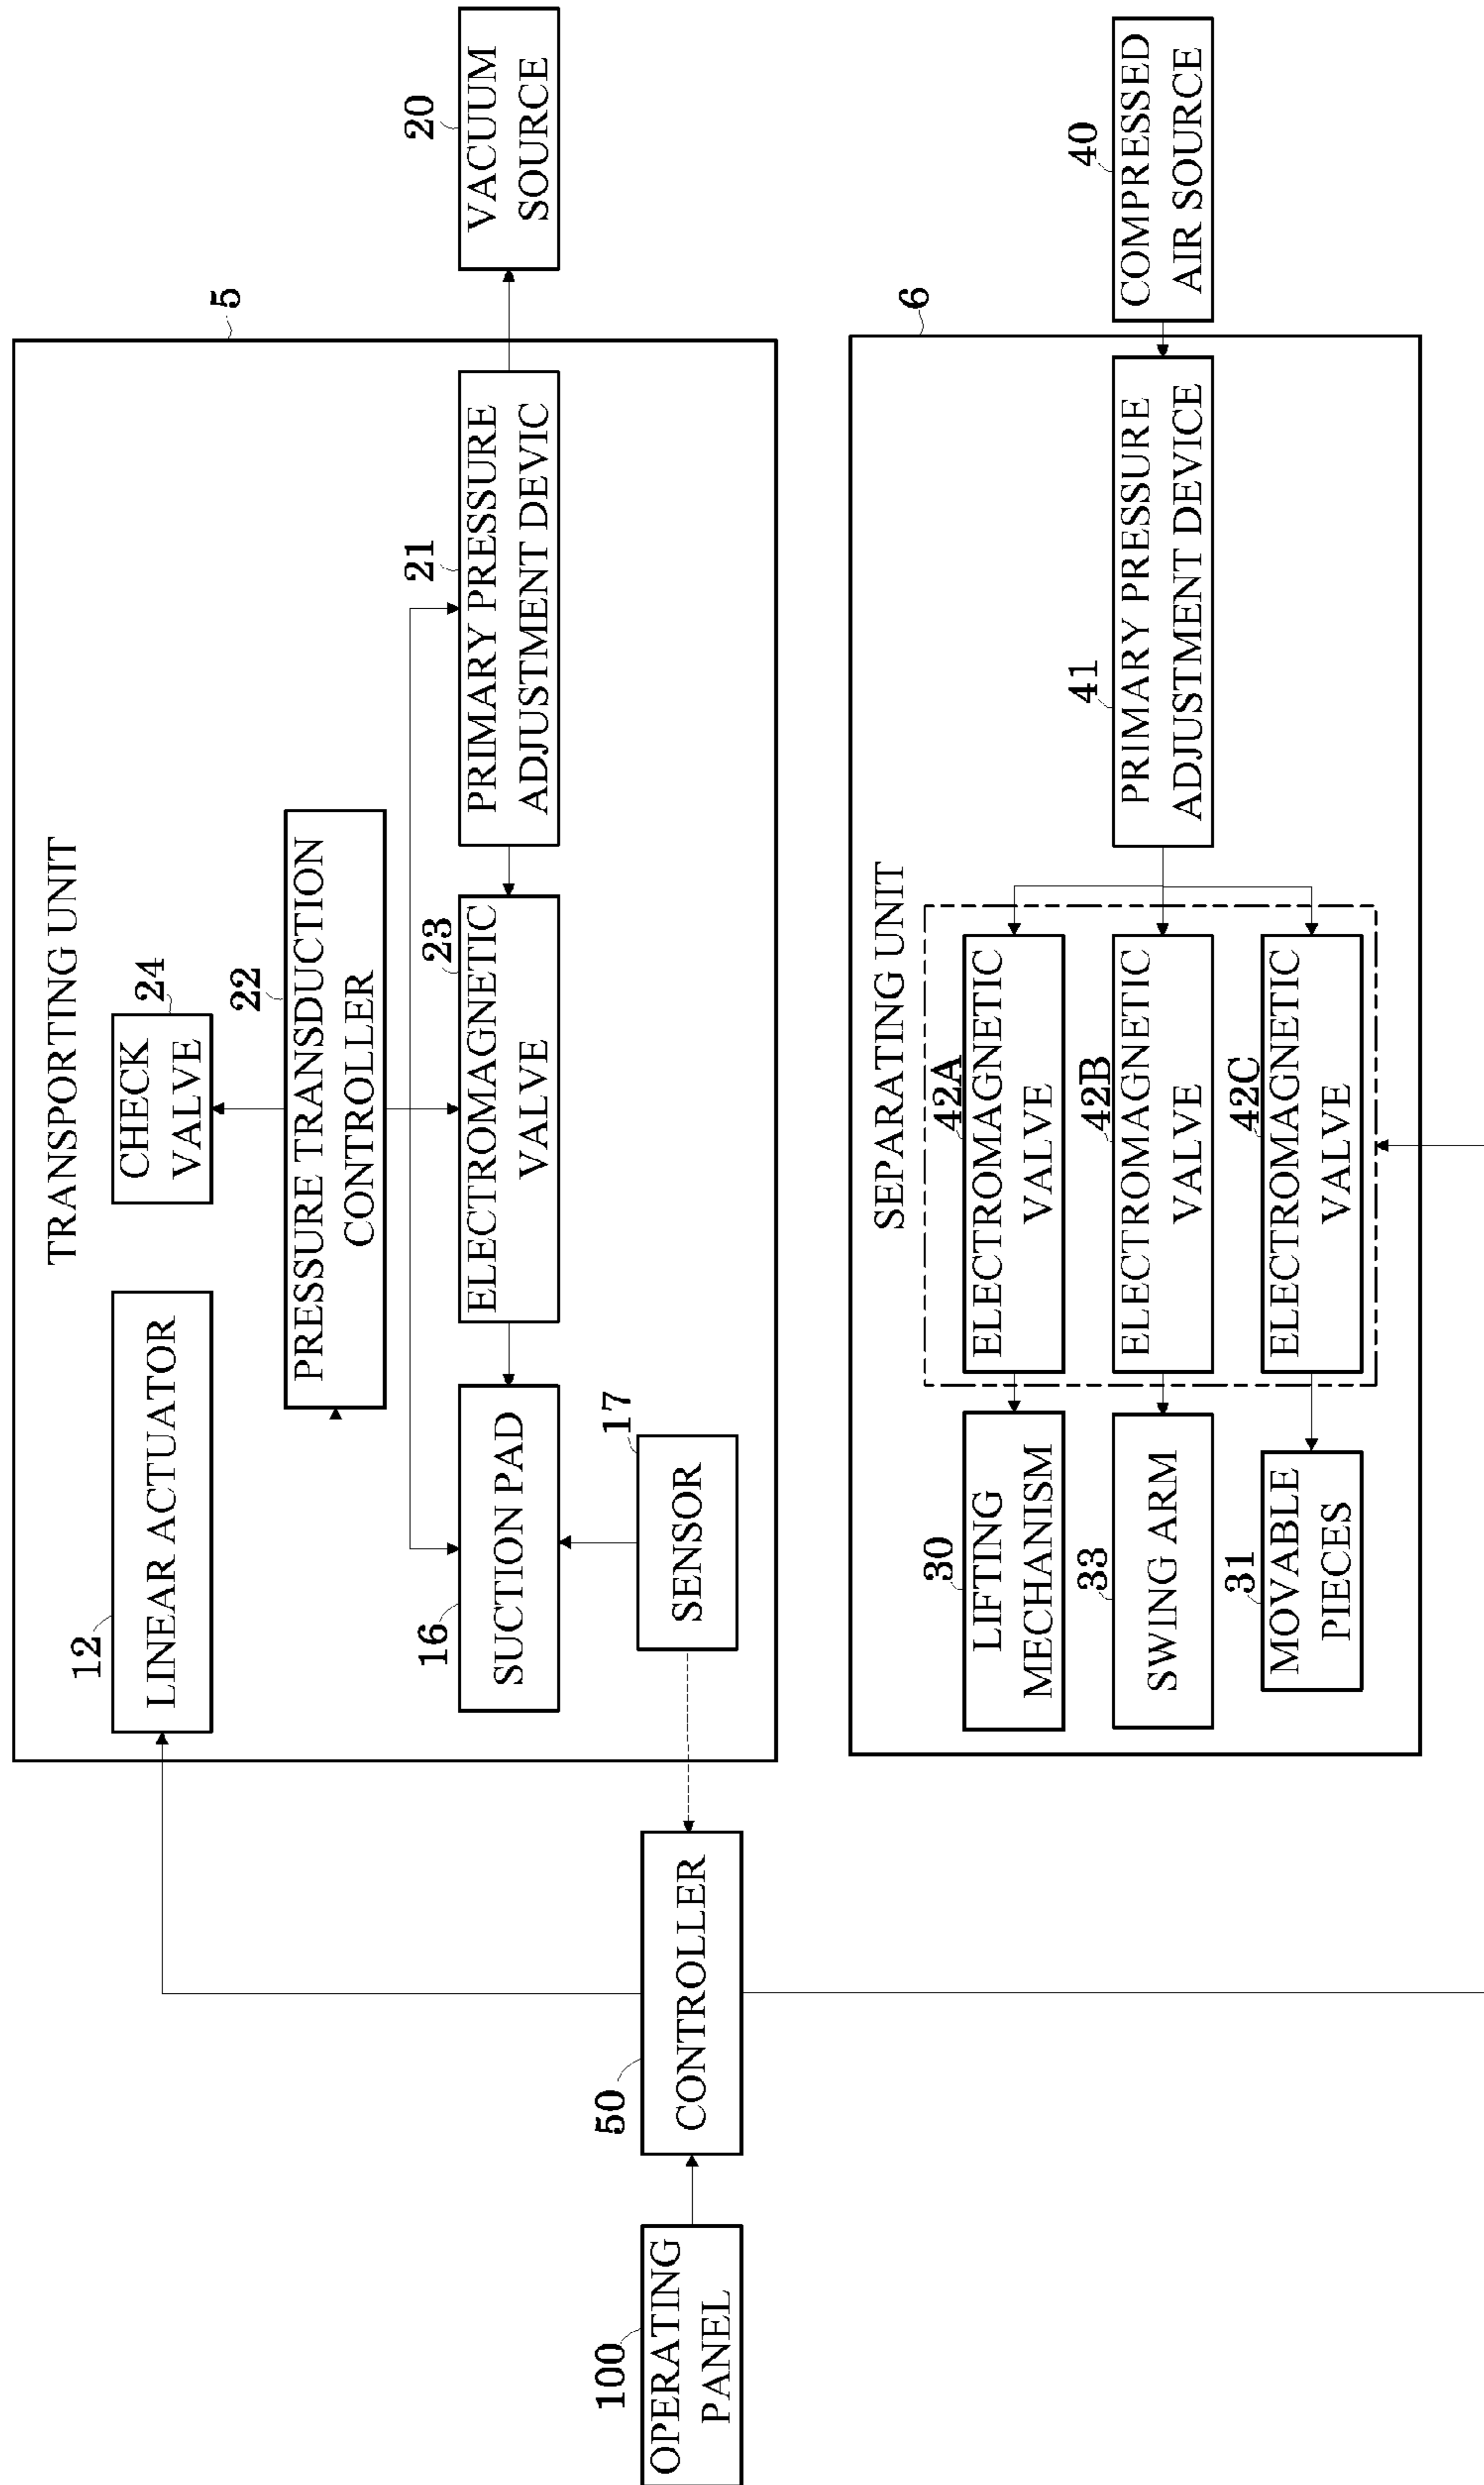 TRANSPORTING UNIT
5
12
LINEAR ACTUATOR
24
CHECK
VALVE
22
PRESSURE TRANSDUCTION
CONTROLLER
16
SUCTION PAD
23
ELECTROMAGNETIC
VALVE
21
PRIMARY PRESSURE
ADJUSTMENT DEVIC
20
VACUUM
SOURCE
17
SENSOR
100
OPERATING
PANEL
50
CONTROLLER
SEPARATING UNIT
6
30
LIFTING
MECHANISM
42A
ELECTROMAGNETIC
VALVE
33
SWING ARM
42B
ELECTROMAGNETIC
VALVE
41
PRIMARY PRESSURE
ADJUSTMENT DEVICE
40
COMPRESSED
AIR SOURCE
31
MOVABLE
PIECES
42C
ELECTROMAGNETIC
VALVE